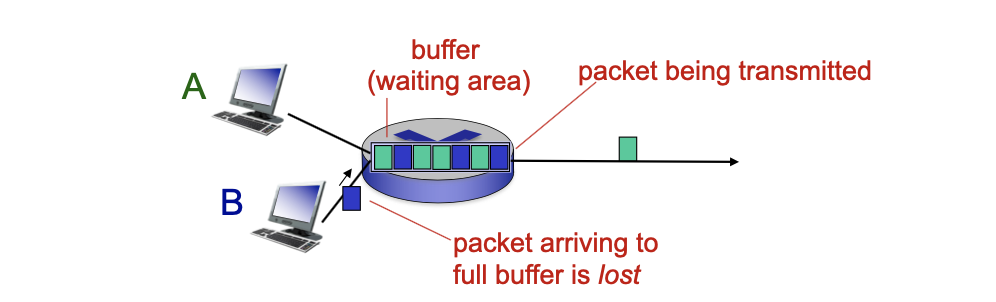 buffer
(waiting area)
packet being transmitted
A
B
packet arriving to
full buffer is lost